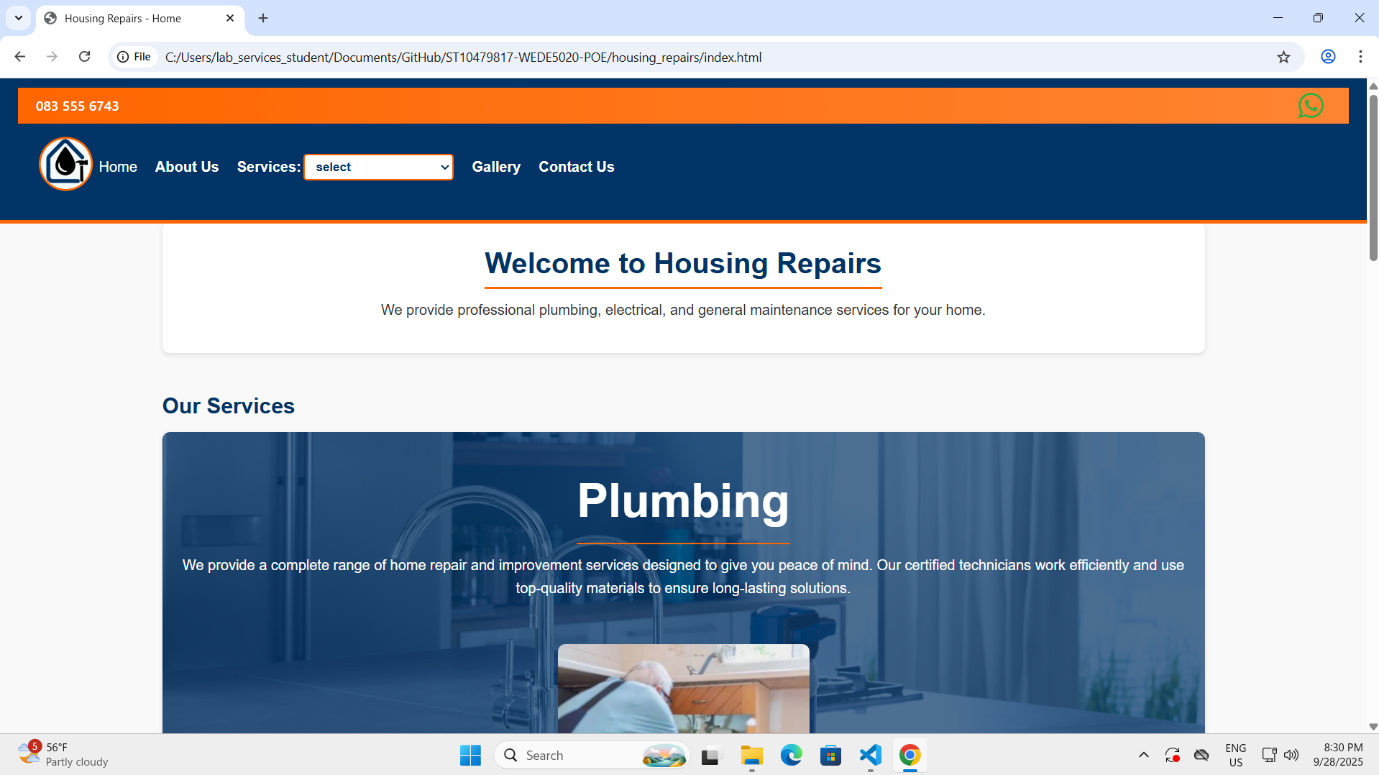 Housing Repairs - Home
File C:/Users/lab_services_student/Documents/GitHub/ST10479817-WEDE5020-POE/housing_repairs/index.html
083 555 6743
Home About Us Services: select Gallery Contact Us
Welcome to Housing Repairs
We provide professional plumbing, electrical, and general maintenance services for your home.
Our Services
Plumbing
We provide a complete range of home repair and improvement services designed to give you peace of mind. Our certified technicians work efficiently and use
top-quality materials to ensure long-lasting solutions.
5
56°F
Partly cloudy
Search
ENG
US
8:30 PM
9/28/2025